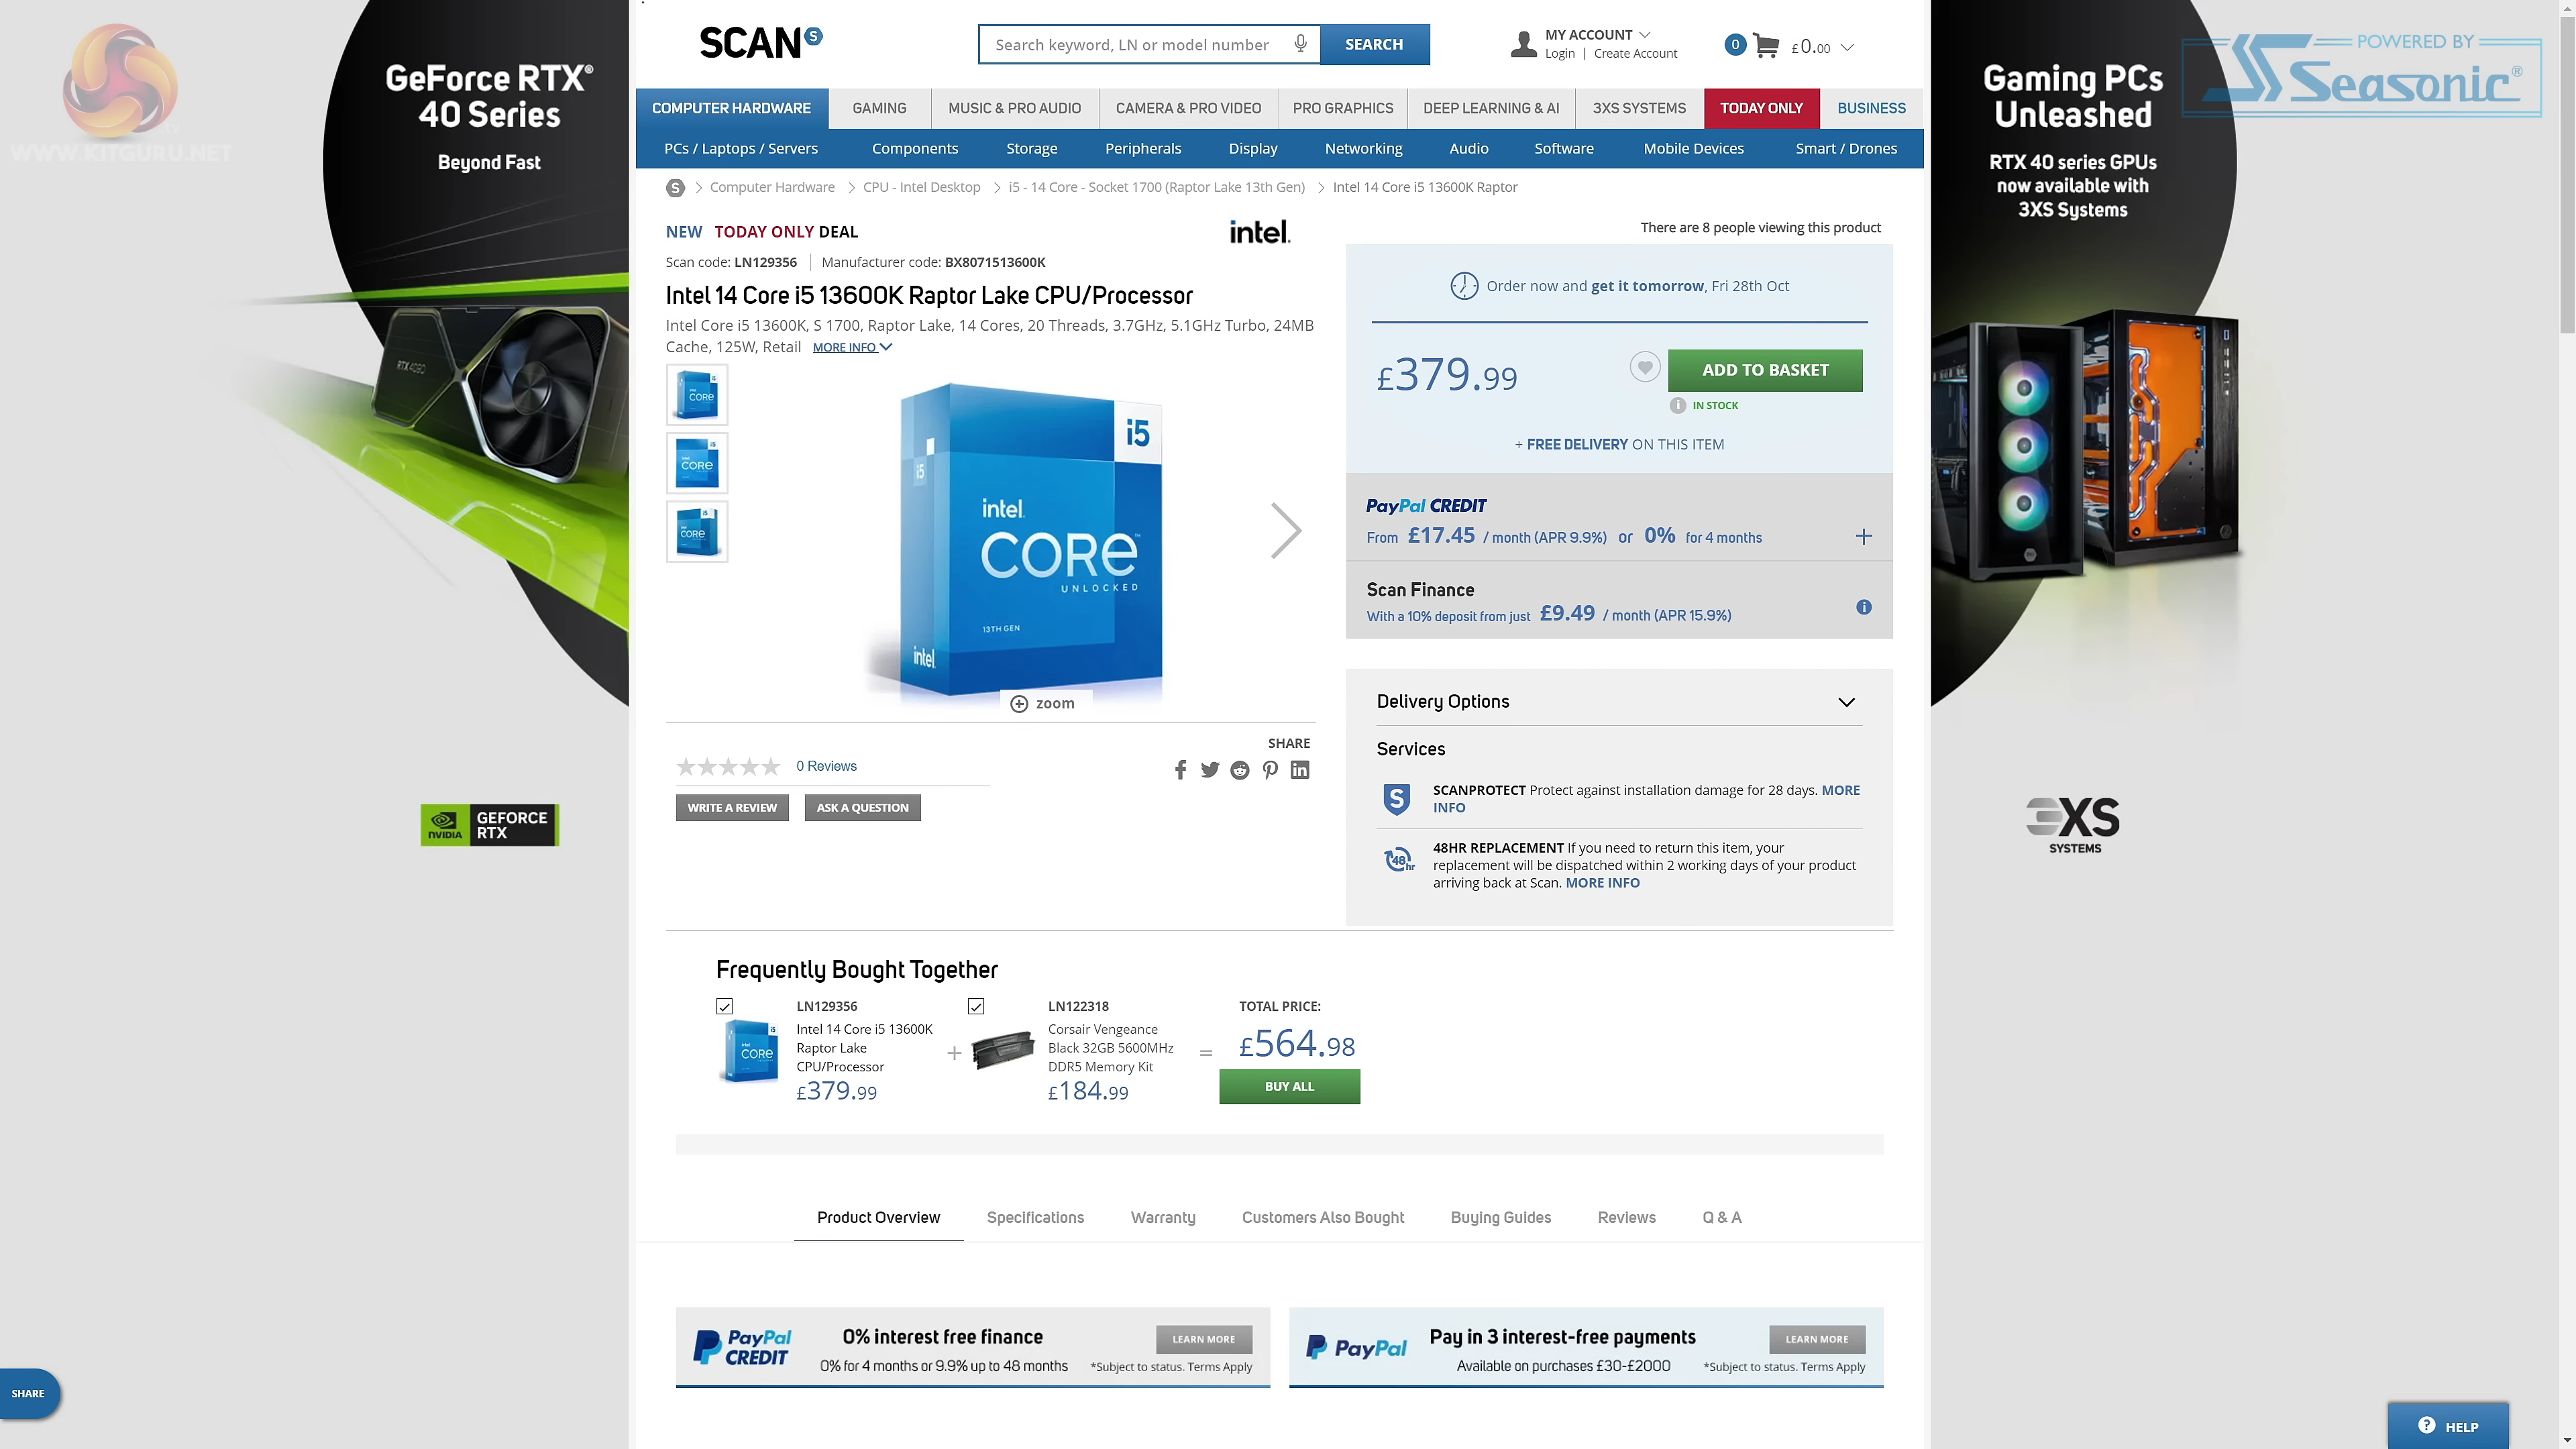 WWW.KITGURU.NET
GeForce RTX®
40 Series
Beyond Fast
RTX 4090
NVIDIA
GEFORCE
RTX
SCAN S
Search keyword, LN or model number
SEARCH
MY ACCOUNT
Login | Create Account
0
£0.00
COMPUTER HARDWARE
GAMING
MUSIC & PRO AUDIO
CAMERA & PRO VIDEO
PRO GRAPHICS
DEEP LEARNING & AI
3XS SYSTEMS
TODAY ONLY
BUSINESS
PCs / Laptops / Servers
Components
Storage
Peripherals
Display
Networking
Audio
Software
Mobile Devices
Smart / Drones
S > Computer Hardware > CPU - Intel Desktop > i5 - 14 Core - Socket 1700 (Raptor Lake 13th Gen) > Intel 14 Core i5 13600K Raptor
NEW TODAY ONLY DEAL
intel.
Scan code: LN129356 | Manufacturer code: BX8071513600K
Intel 14 Core i5 13600K Raptor Lake CPU/Processor
Intel Core i5 13600K, S 1700, Raptor Lake, 14 Cores, 20 Threads, 3.7GHz, 5.1GHz Turbo, 24MB
Cache, 125W, Retail MORE INFO
i5
CORE
i5
CORE
i5
CORE
i5
i5
intel.
CORE™
UNLOCKED
13TH GEN
intel.
zoom
SHARE
0 Reviews
WRITE A REVIEW
ASK A QUESTION
There are 8 people viewing this product
Order now and get it tomorrow, Fri 28th Oct
£379.99
ADD TO BASKET
IN STOCK
+ FREE DELIVERY ON THIS ITEM
PayPal CREDIT
From £17.45 / month (APR 9.9%) or 0% for 4 months
Scan Finance
With a 10% deposit from just £9.49 / month (APR 15.9%)
Delivery Options
Services
SCANPROTECT Protect against installation damage for 28 days. MORE
INFO
48hr
48HR REPLACEMENT If you need to return this item, your
replacement will be dispatched within 2 working days of your product
arriving back at Scan. MORE INFO
Frequently Bought Together
LN129356
Intel 14 Core i5 13600K
Raptor Lake
CPU/Processor
£379.99
i5
CORE
+
LN122318
Corsair Vengeance
Black 32GB 5600MHz
DDR5 Memory Kit
£184.99
=
TOTAL PRICE:
£564.98
BUY ALL
Product Overview
Specifications
Warranty
Customers Also Bought
Buying Guides
Reviews
Q & A
PayPal
CREDIT
0% interest free finance
0% for 4 months or 9.9% up to 48 months
LEARN MORE
*Subject to status. Terms Apply
PayPal
Pay in 3 interest-free payments
Available on purchases £30-£2000
LEARN MORE
*Subject to status. Terms Apply
POWERED BY
Seasonic®
Gaming PCs
Unleashed
RTX 40 series GPUs
now available with
3XS Systems
3XS
SYSTEMS
SHARE
HELP